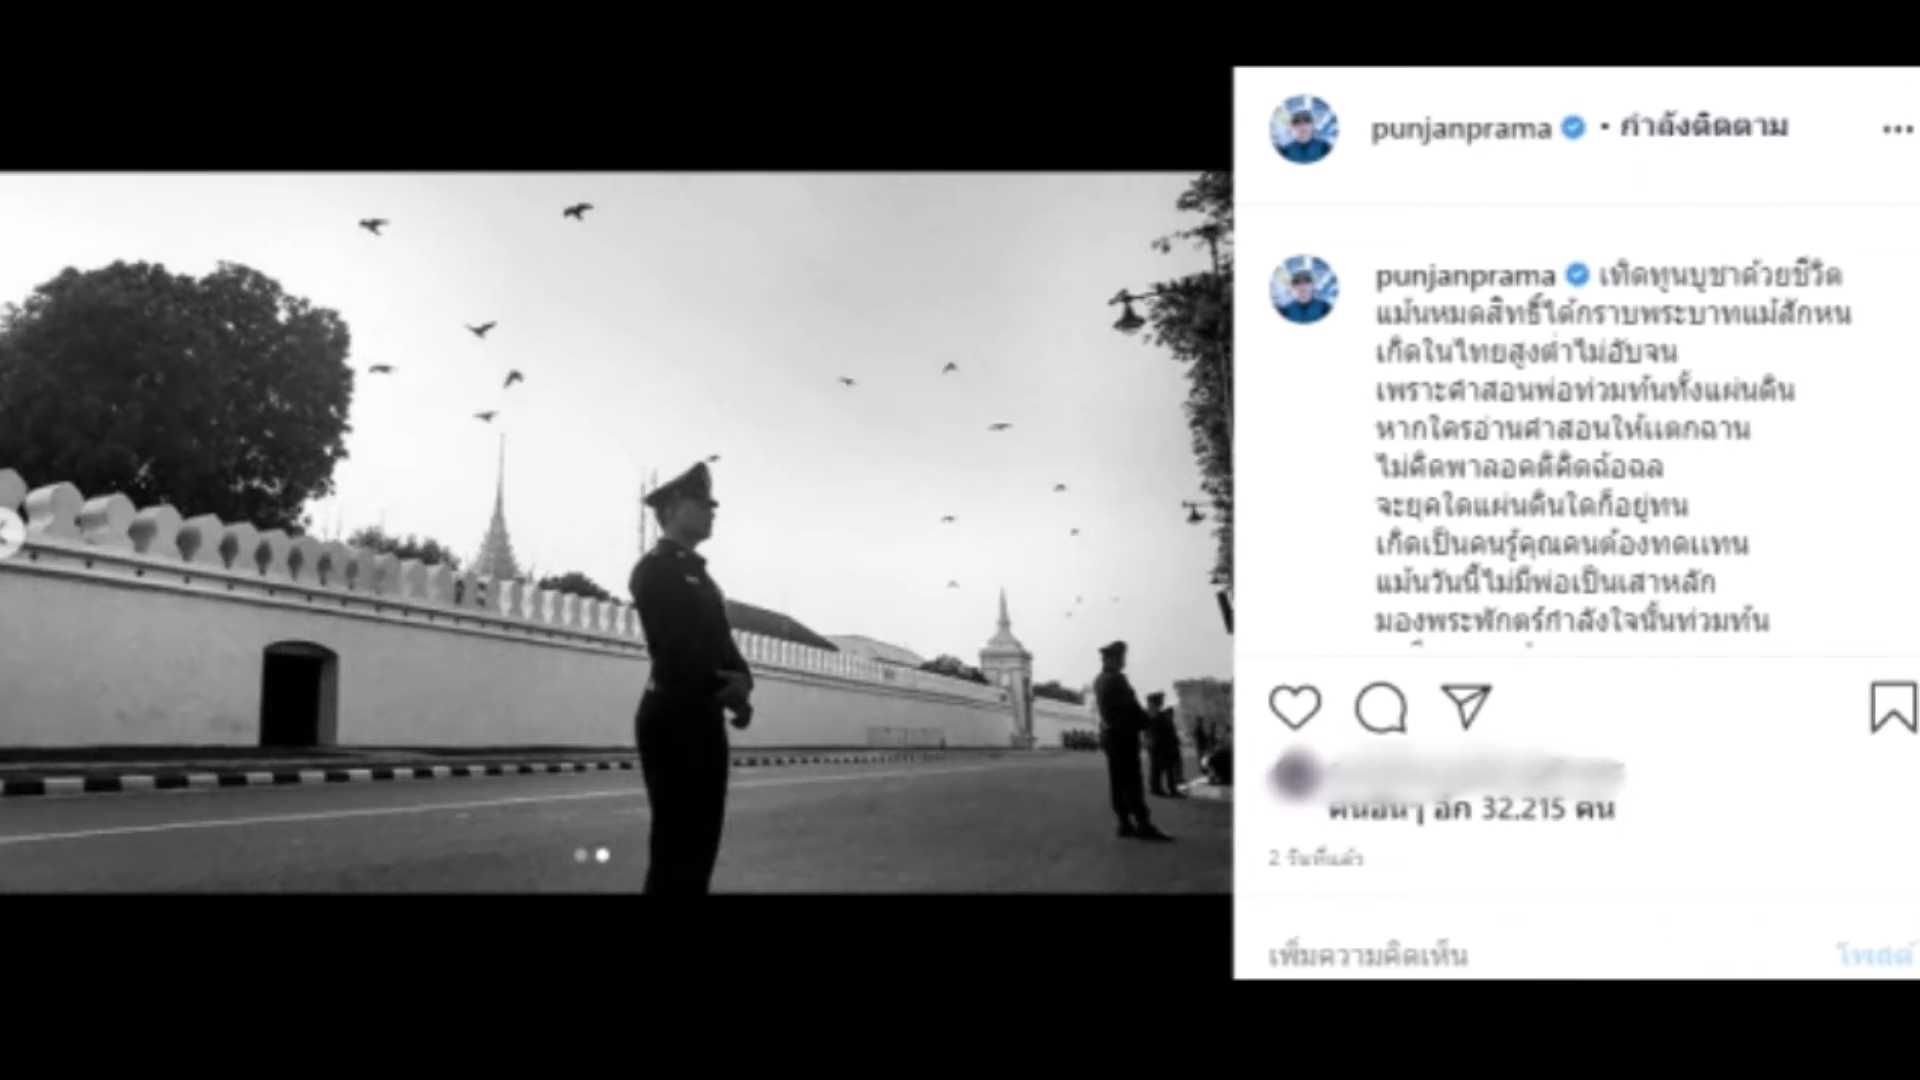 punjanprama • กำลังติดตาม
punjanprama เทิดทูนบูชาด้วยชีวิต
แม้นหมดสิทธิ์ได้กราบพระบาทแม้สักหน
เกิดในไทยสูงต่ำไม่อับจน
เพราะคำสอนพ่อท่วมท้นทั้งแผ่นดิน
หากใครอ่านคำสอนให้แตกฉาน
ไม่คิดพาลอคติคิดฉ้อฉล
จะยุคใดแผ่นดินใดก็อยู่ทน
เกิดเป็นคนรู้คุณคนต้องทดแทน
แม้นวันนี้ไม่มีพ่อเป็นเสาหลัก
มองพระพักตร์กำลังใจนั้นท่วมท้น
คนอื่นๆ อีก 32,215 คน
2 วันที่แล้ว
เพิ่มความคิดเห็น
โพสต์